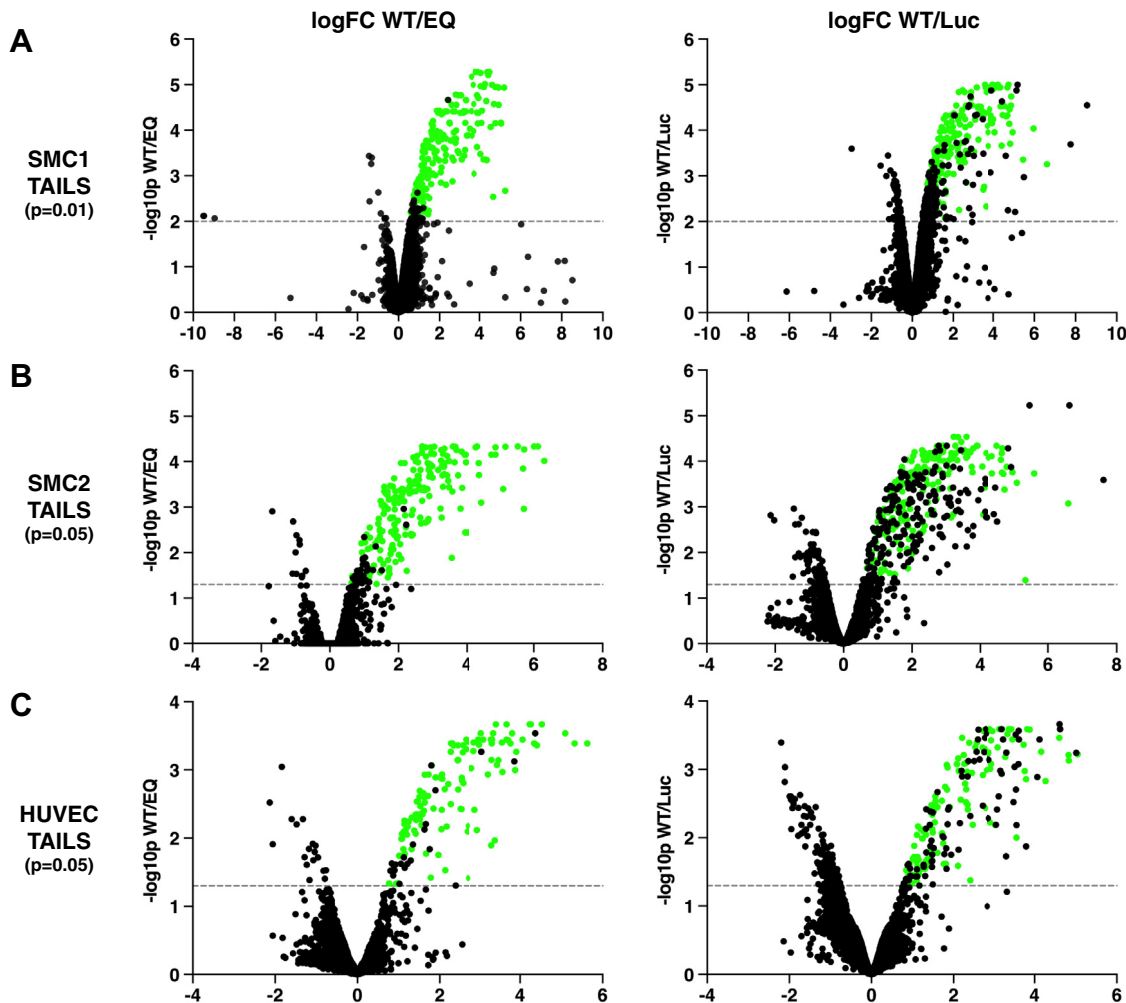 logFC WT/EQ
logFC WT/Luc
A
SMC1
TAILS
(p=0.01)
-log10p WT/EQ
6
5
4
3
2
1
0
-10 -8 -6 -4 -2 0 2 4 6 8 10
-log10p WT/Luc
6
5
4
3
2
1
0
-10 -8 -6 -4 -2 0 2 4 6 8 10
B
SMC2
TAILS
(p=0.05)
-log10p WT/EQ
6
5
4
3
2
1
0
-4 -2 0 2 4 6 8
-log10p WT/Luc
6
5
4
3
2
1
0
-4 -2 0 2 4 6 8
C
HUVEC
TAILS
(p=0.05)
-log10p WT/EQ
4
3
2
1
0
-4 -2 0 2 4 6
-log10p WT/Luc
4
3
2
1
0
-4 -2 0 2 4 6